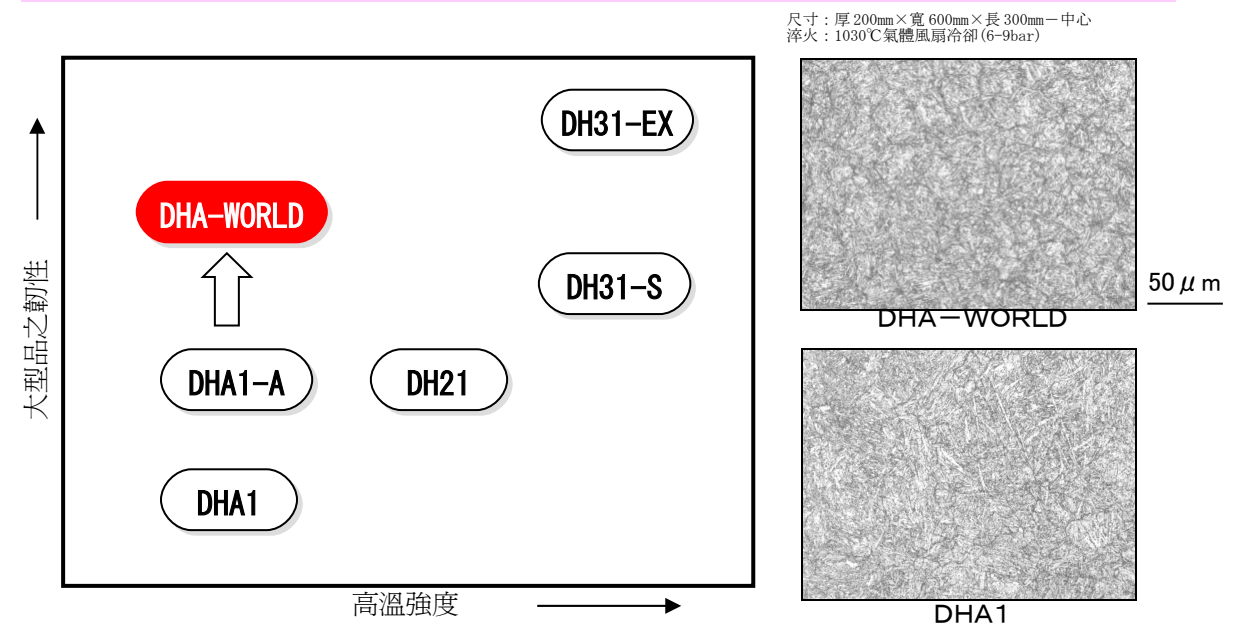 尺寸：厚200mm×寬600mm×長300mm－中心
淬火：1030℃氣體風扇冷卻(6-9bar)
DH31-EX
DHA-WORLD
DH31-S
DHA1-A
DH21
DHA1
大型品之韌性
高溫強度
50μm
DHA－WORLD
DHA1